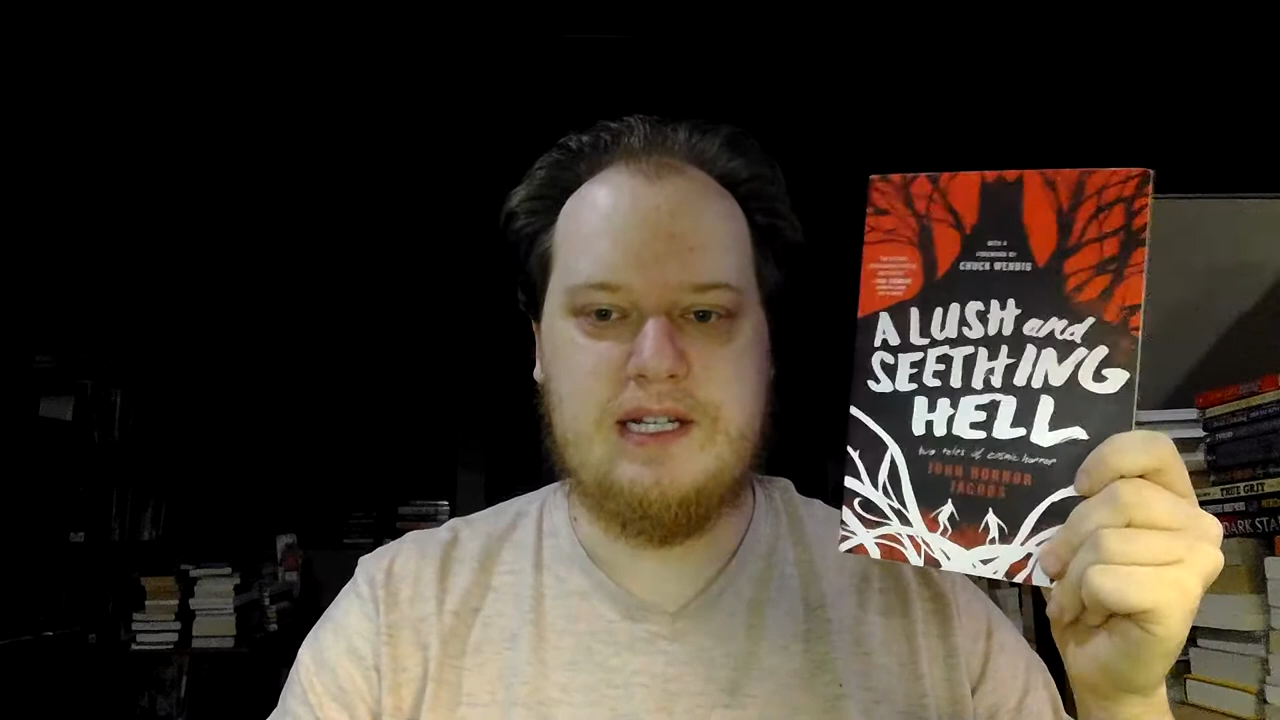 WITH A
FOREWORD BY
CHUCK WENDIG
A LUSH and
SEETHING
HELL
two tales of cosmic horror
JOHN HORNOR
JACOBS
TRUE GRIT
DARK STA